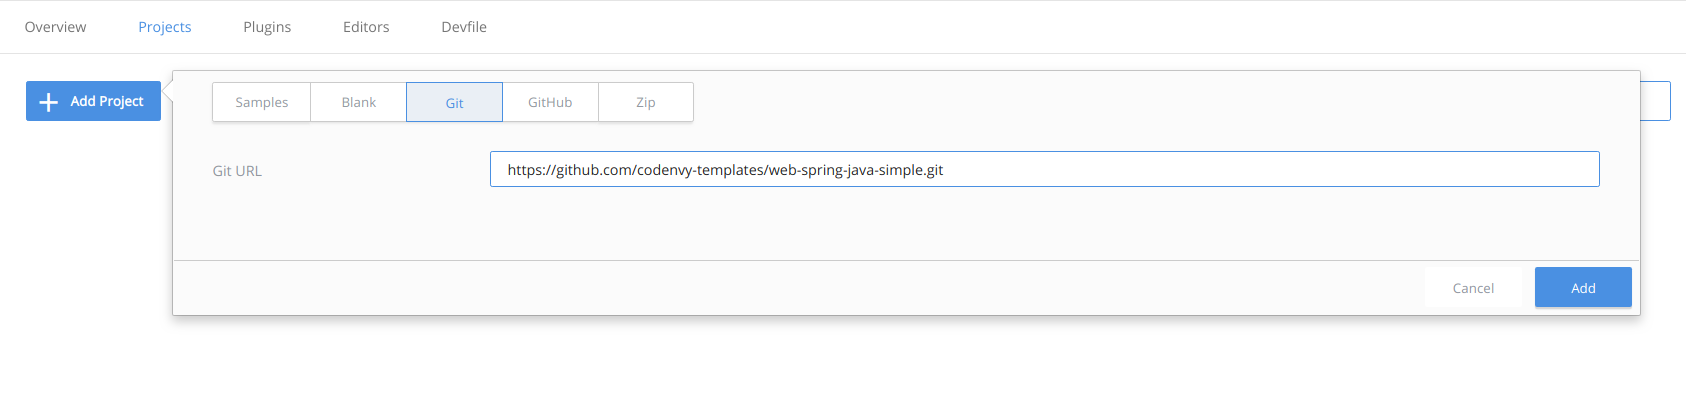 Overview Projects Plugins Editors Devfile
Add Project
Samples Blank Git GitHub Zip
Git URL https://github.com/codenvy-templates/web-spring-java-simple.git
Cancel Add